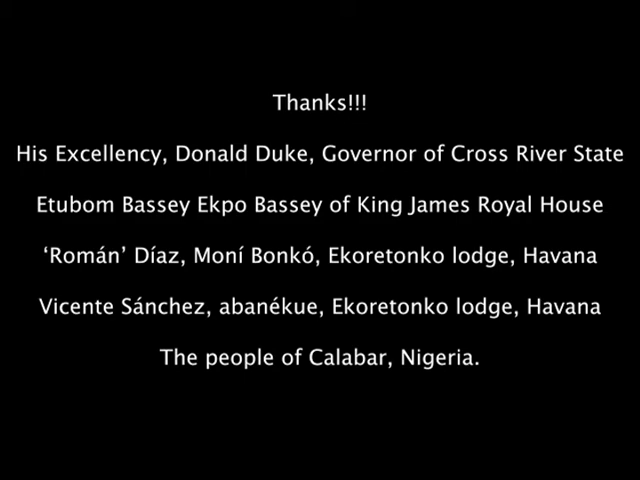 Thanks!!!
His Excellency, Donald Duke, Governor of Cross River State
Etubom Bassey Ekpo Bassey of King James Royal House
‘Román’ Díaz, Moní Bonkó, Ekoretonko lodge, Havana
Vicente Sánchez, abanékue, Ekoretonko lodge, Havana
The people of Calabar, Nigeria.